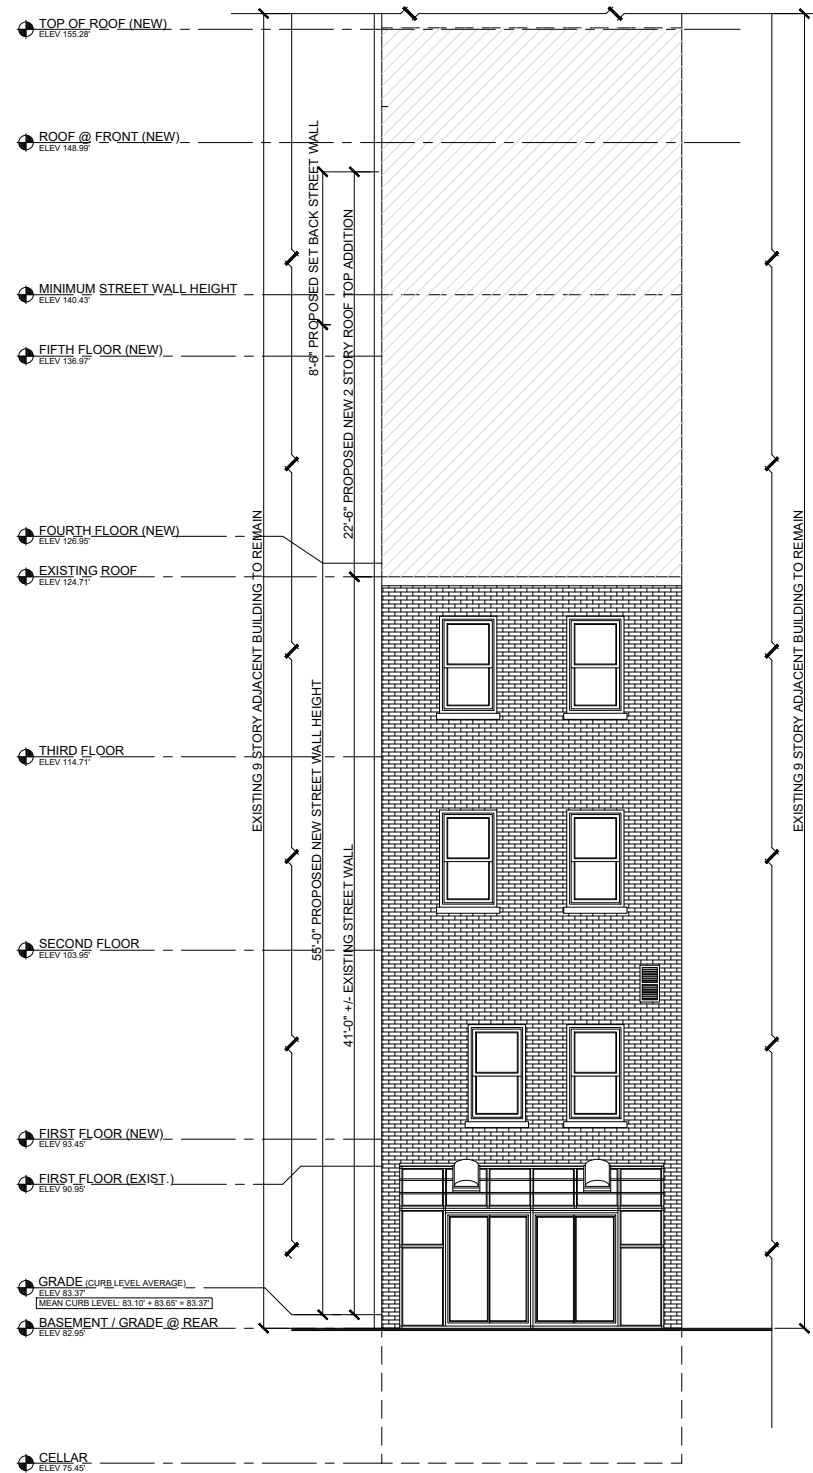 TOP OF ROOF (NEW)
ELEV 155.28'
ROOF @ FRONT (NEW)
ELEV 148.99'
MINIMUM STREET WALL HEIGHT
ELEV 140.43'
FIFTH FLOOR (NEW)
ELEV 136.97'
FOURTH FLOOR (NEW)
ELEV 126.95'
EXISTING ROOF
ELEV 124.71'
THIRD FLOOR
ELEV 114.71'
SECOND FLOOR
ELEV 103.95'
FIRST FLOOR (NEW)
ELEV 93.45'
FIRST FLOOR (EXIST.)
ELEV 90.95'
GRADE (CURB LEVEL AVERAGE)
ELEV 83.37'
MEAN CURB LEVEL: 83.10' + 83.65' = 83.37'
BASEMENT / GRADE @ REAR
ELEV 82.95'
CELLAR
ELEV 75.45'
EXISTING 9 STORY ADJACENT BUILDING TO REMAIN
8'-6" PROPOSED SET BACK STREET WALL
22'-6" PROPOSED NEW 2 STORY ROOF TOP ADDITION
55'-0" PROPOSED NEW STREET WALL HEIGHT
41'-0" +/- EXISTING STREET WALL
EXISTING 9 STORY ADJACENT BUILDING TO REMAIN